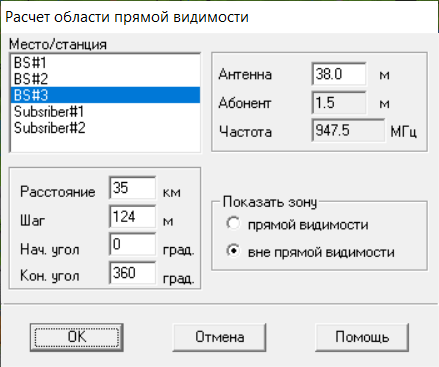 Расчет области прямой видимости
Место/станция
BS#1
BS#2
BS#3
Subsriber#1
Subsriber#2
Антенна 38.0 м
Абонент 1.5 м
Частота 947.5 МГц
Расстояние 35 км
Шаг 124 м
Нач. угол 0 град.
Кон. угол 360 град.
Показать зону
прямой видимости
вне прямой видимости
OK Отмена Помощь